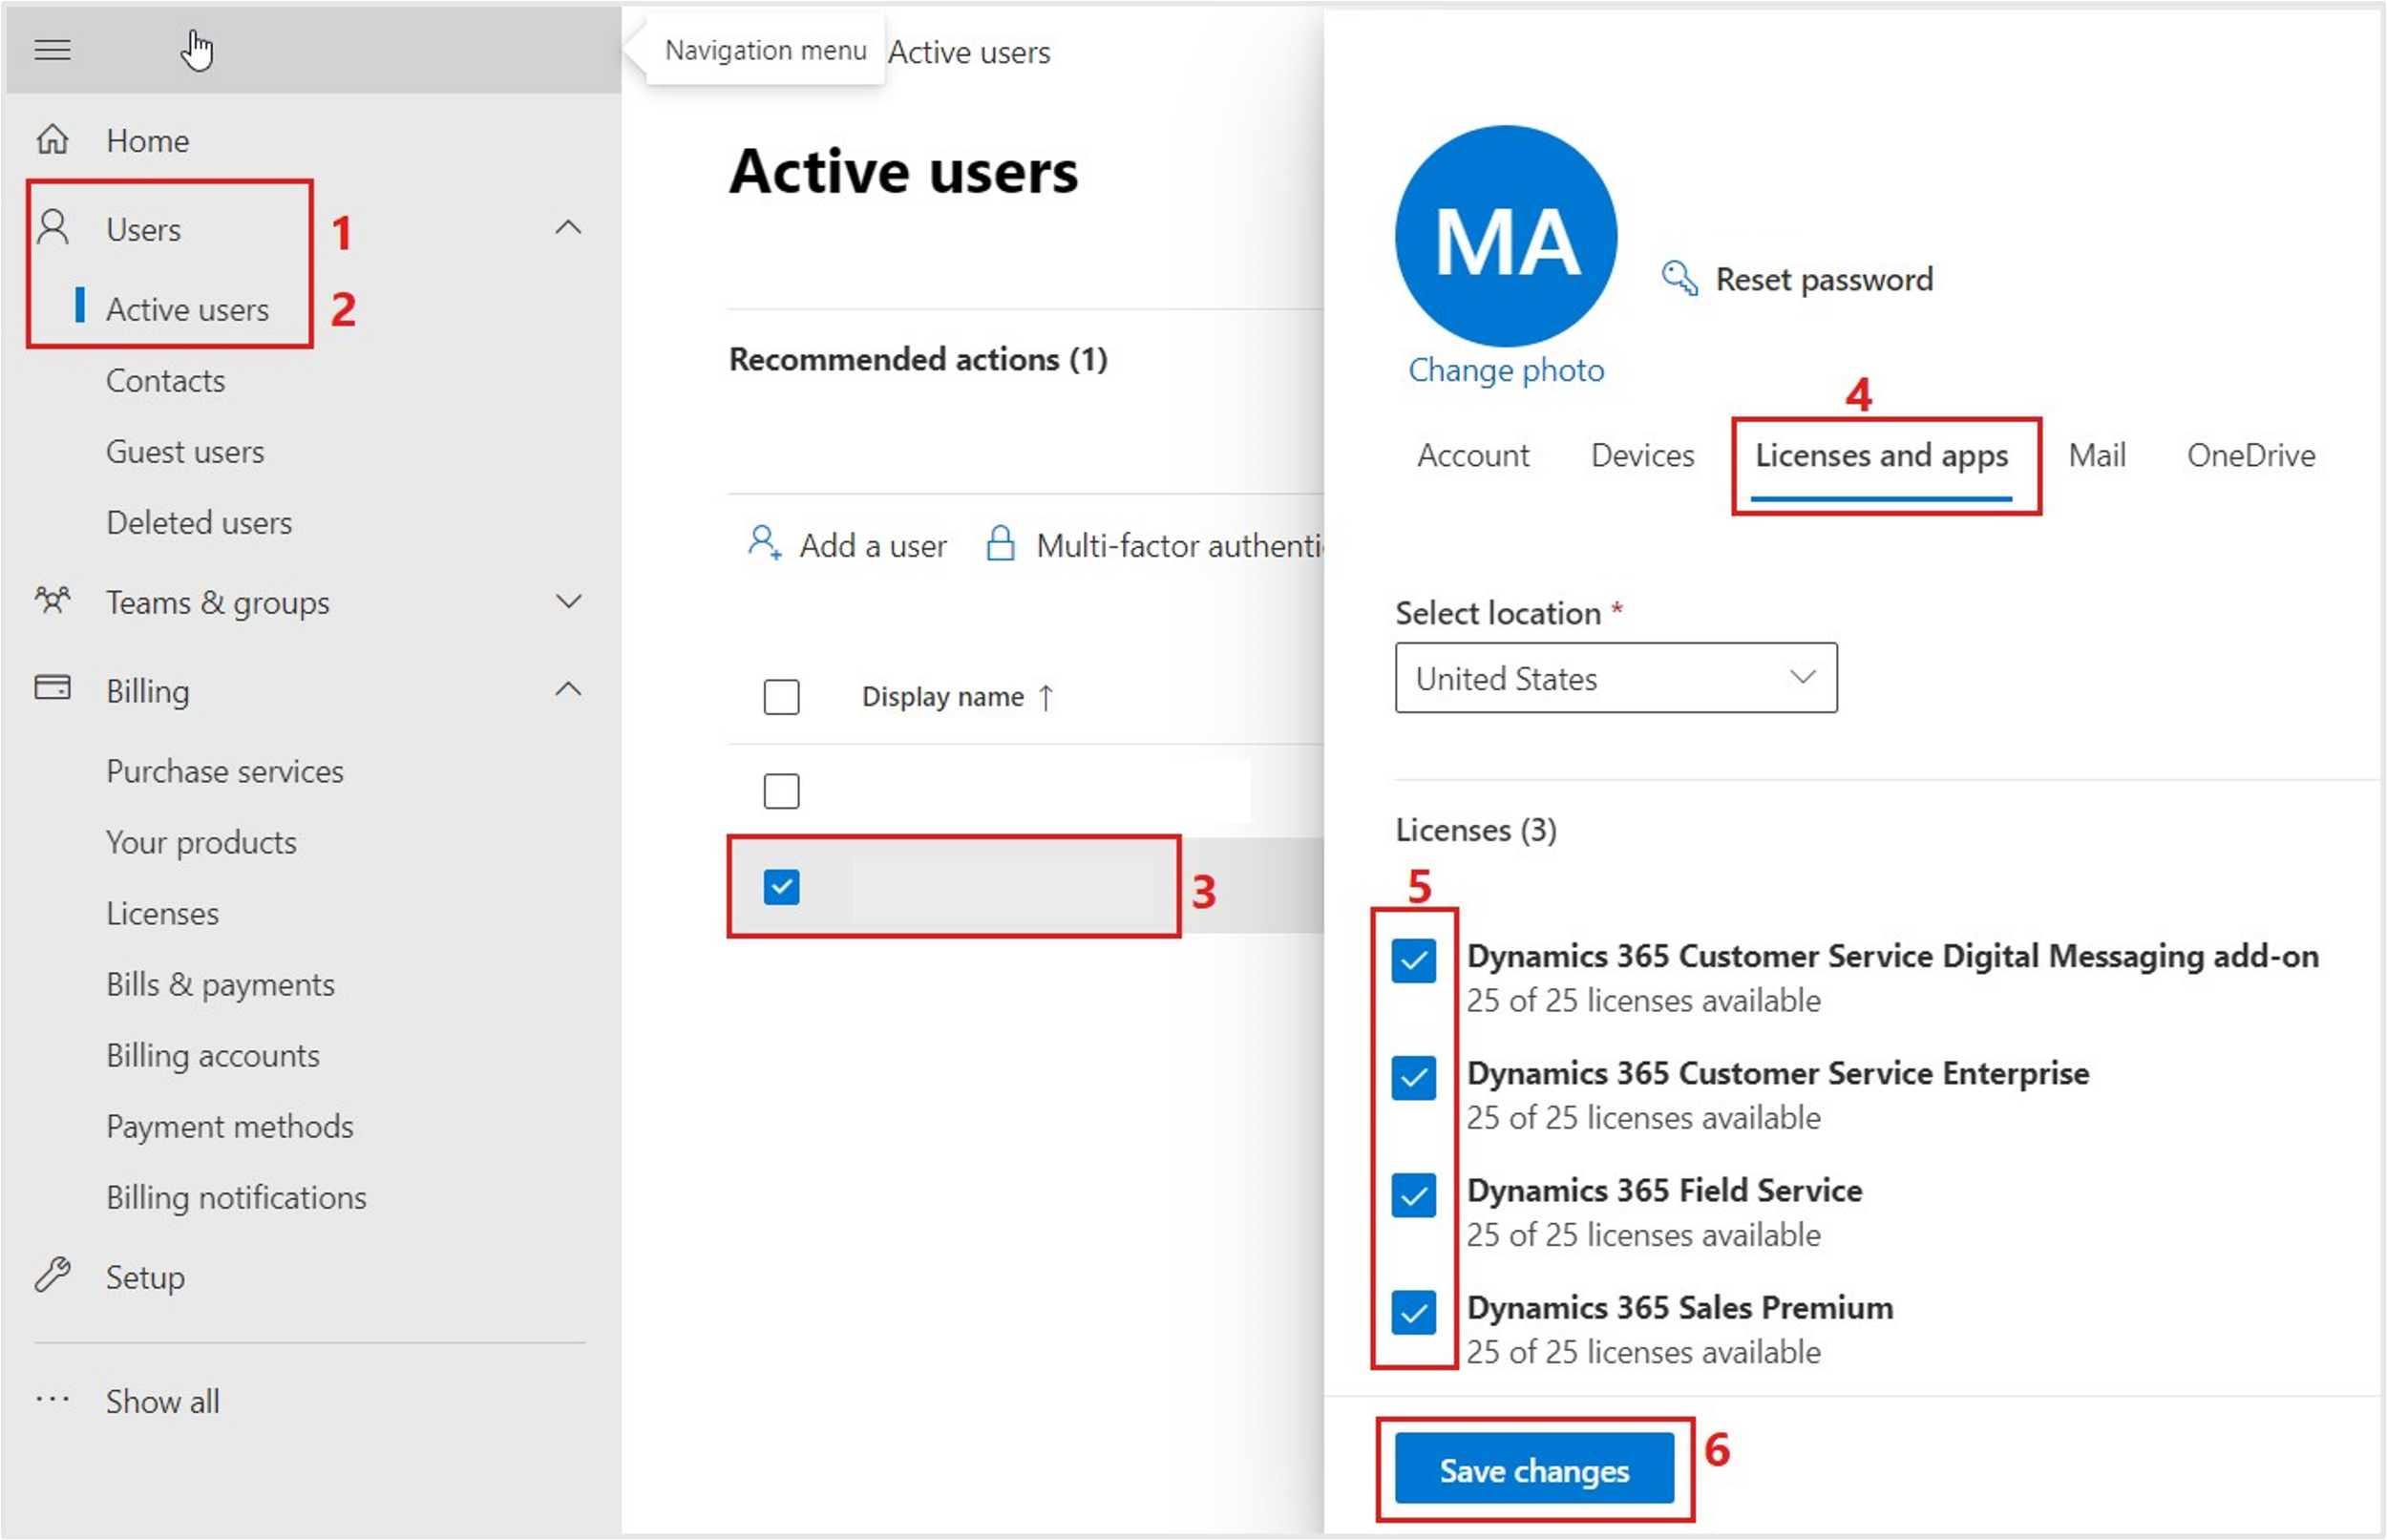 Navigation menu
Active users
Home
Users
1
Active users
2
Contacts
Guest users
Deleted users
Teams & groups
Billing
Purchase services
Your products
Licenses
Bills & payments
Billing accounts
Payment methods
Billing notifications
Setup
Show all
Active users
Recommended actions (1)
Add a user
Multi-factor authenti
Display name ↑
3
MA
Reset password
Change photo
4
Account Devices Licenses and apps Mail OneDrive
Select location *
United States
Licenses (3)
5
Dynamics 365 Customer Service Digital Messaging add-on
25 of 25 licenses available
Dynamics 365 Customer Service Enterprise
25 of 25 licenses available
Dynamics 365 Field Service
25 of 25 licenses available
Dynamics 365 Sales Premium
25 of 25 licenses available
Save changes
6